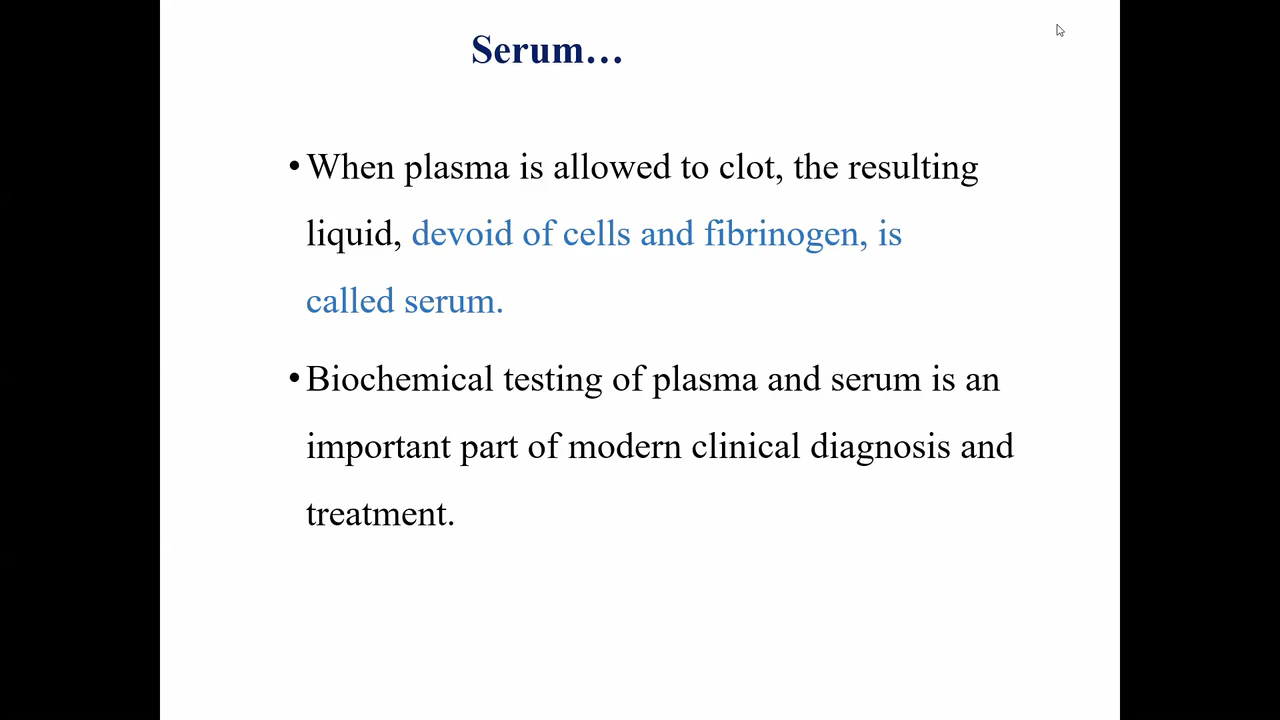 Serum…
•When plasma is allowed to clot, the resulting
liquid, devoid of cells and fibrinogen, is
called serum.
•Biochemical testing of plasma and serum is an
important part of modern clinical diagnosis and
treatment.